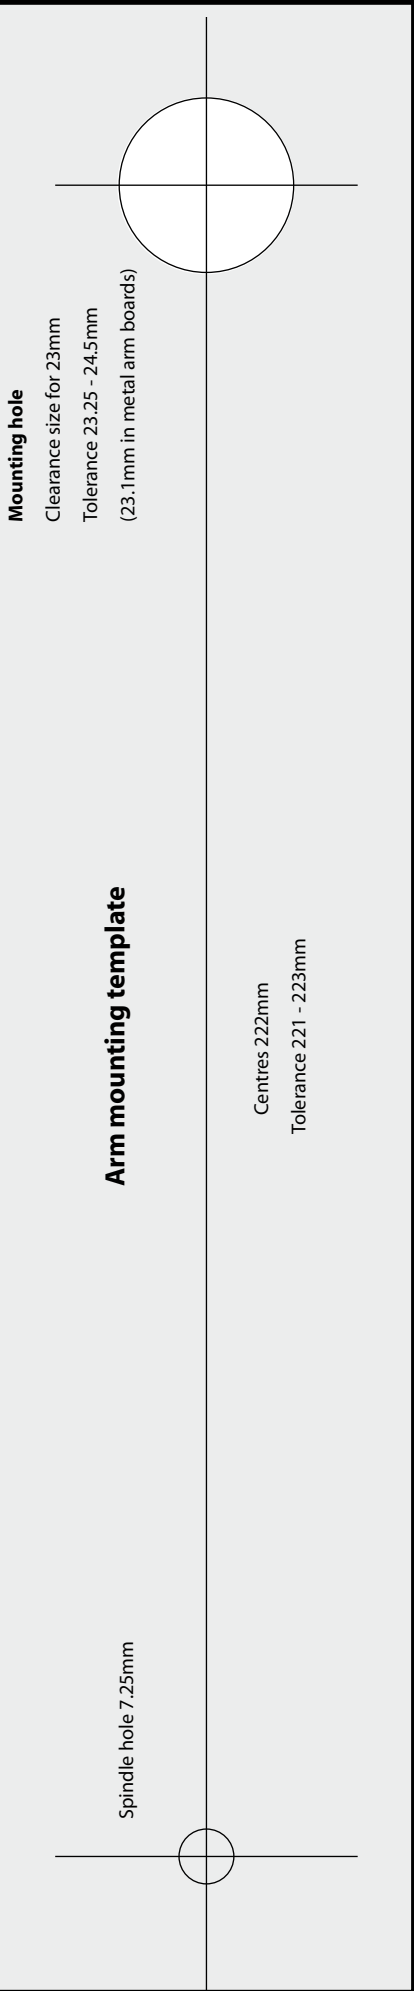 Mounting hole
Clearance size for 23mm
Tolerance 23.25 - 24.5mm
(23.1mm in metal arm boards)
Arm mounting template
Centres 222mm
Tolerance 221 - 223mm
Spindle hole 7.25mm